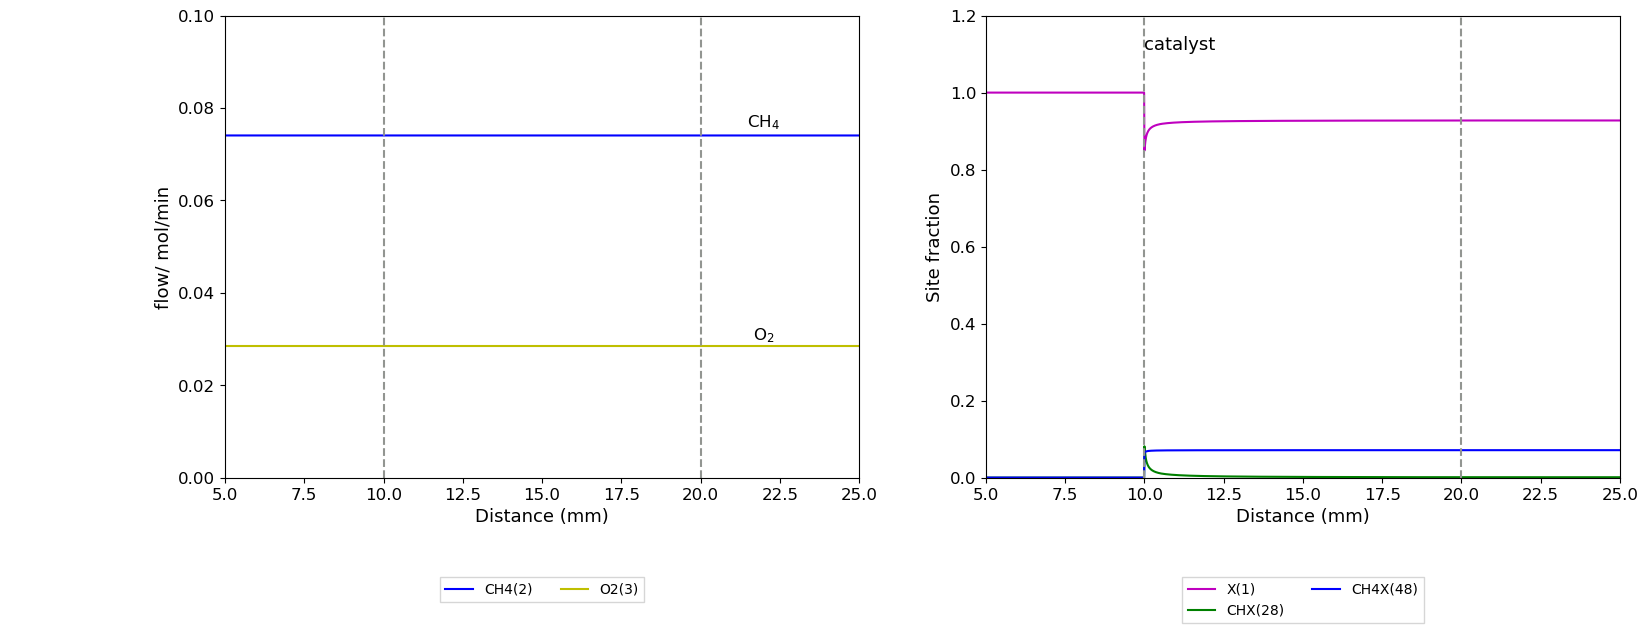 0.10
0.08
0.06
0.04
0.02
0.00
flow/ mol/min
CH₄
O₂
5.0 7.5 10.0 12.5 15.0 17.5 20.0 22.5 25.0
Distance (mm)
CH4(2) O2(3)
1.2
1.0
0.8
0.6
0.4
0.2
0.0
Site fraction
catalyst
5.0 7.5 10.0 12.5 15.0 17.5 20.0 22.5 25.0
Distance (mm)
X(1) CH4X(48)
CHX(28)